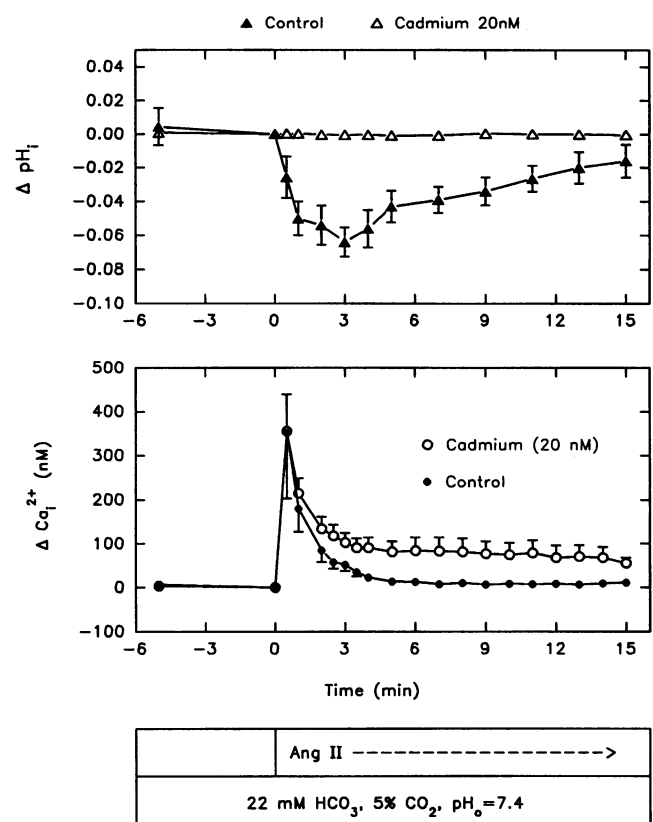 ▲ Control △ Cadmium 20nM
Δ pHᵢ
0.04
0.02
0.00
−0.02
−0.04
−0.06
−0.08
−0.10
−6 −3 0 3 6 9 12 15
Δ Caᵢ²⁺ (nM)
500
400
300
200
100
0
−100
○ Cadmium (20 nM)
● Control
−6 −3 0 3 6 9 12 15
Time (min)
Ang II ---------------->
22 mM HCO₃, 5% CO₂, pHₒ=7.4